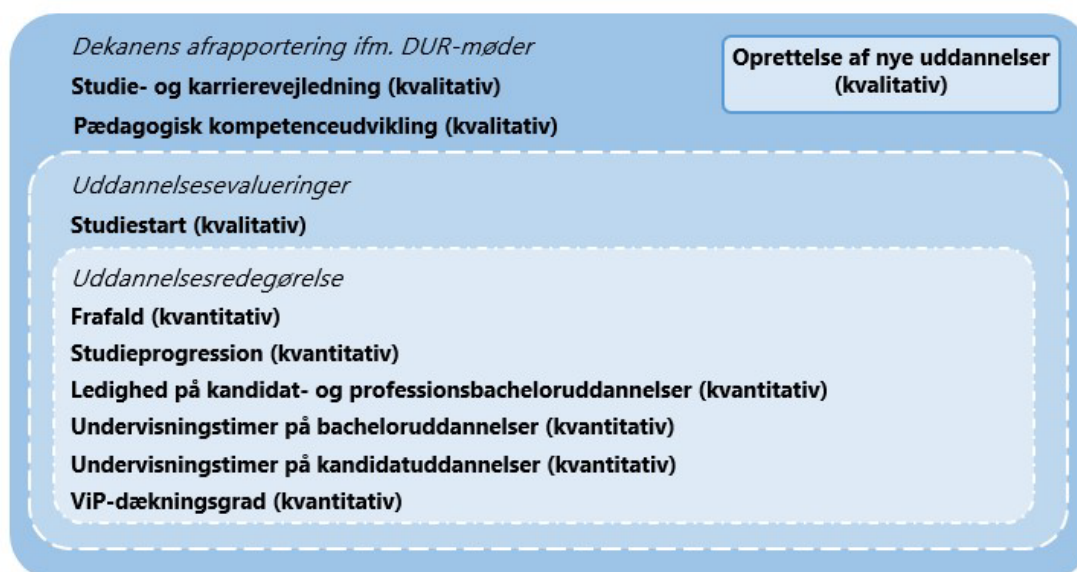 Dekanens afrapportering ifm. DUR-møder
Studie- og karrierevejledning (kvalitativ)
Pædagogisk kompetenceudvikling (kvalitativ)
Oprettelse af nye uddannelser
(kvalitativ)
Uddannelsesevalueringer
Studiestart (kvalitativ)
Uddannelsesredegørelse
Frafald (kvantitativ)
Studieprogression (kvantitativ)
Ledighed på kandidat- og professionsbacheloruddannelser (kvantitativ)
Undervisningstimer på bacheloruddannelser (kvantitativ)
Undervisningstimer på kandidatuddannelser (kvantitativ)
ViP-dækningsgrad (kvantitativ)